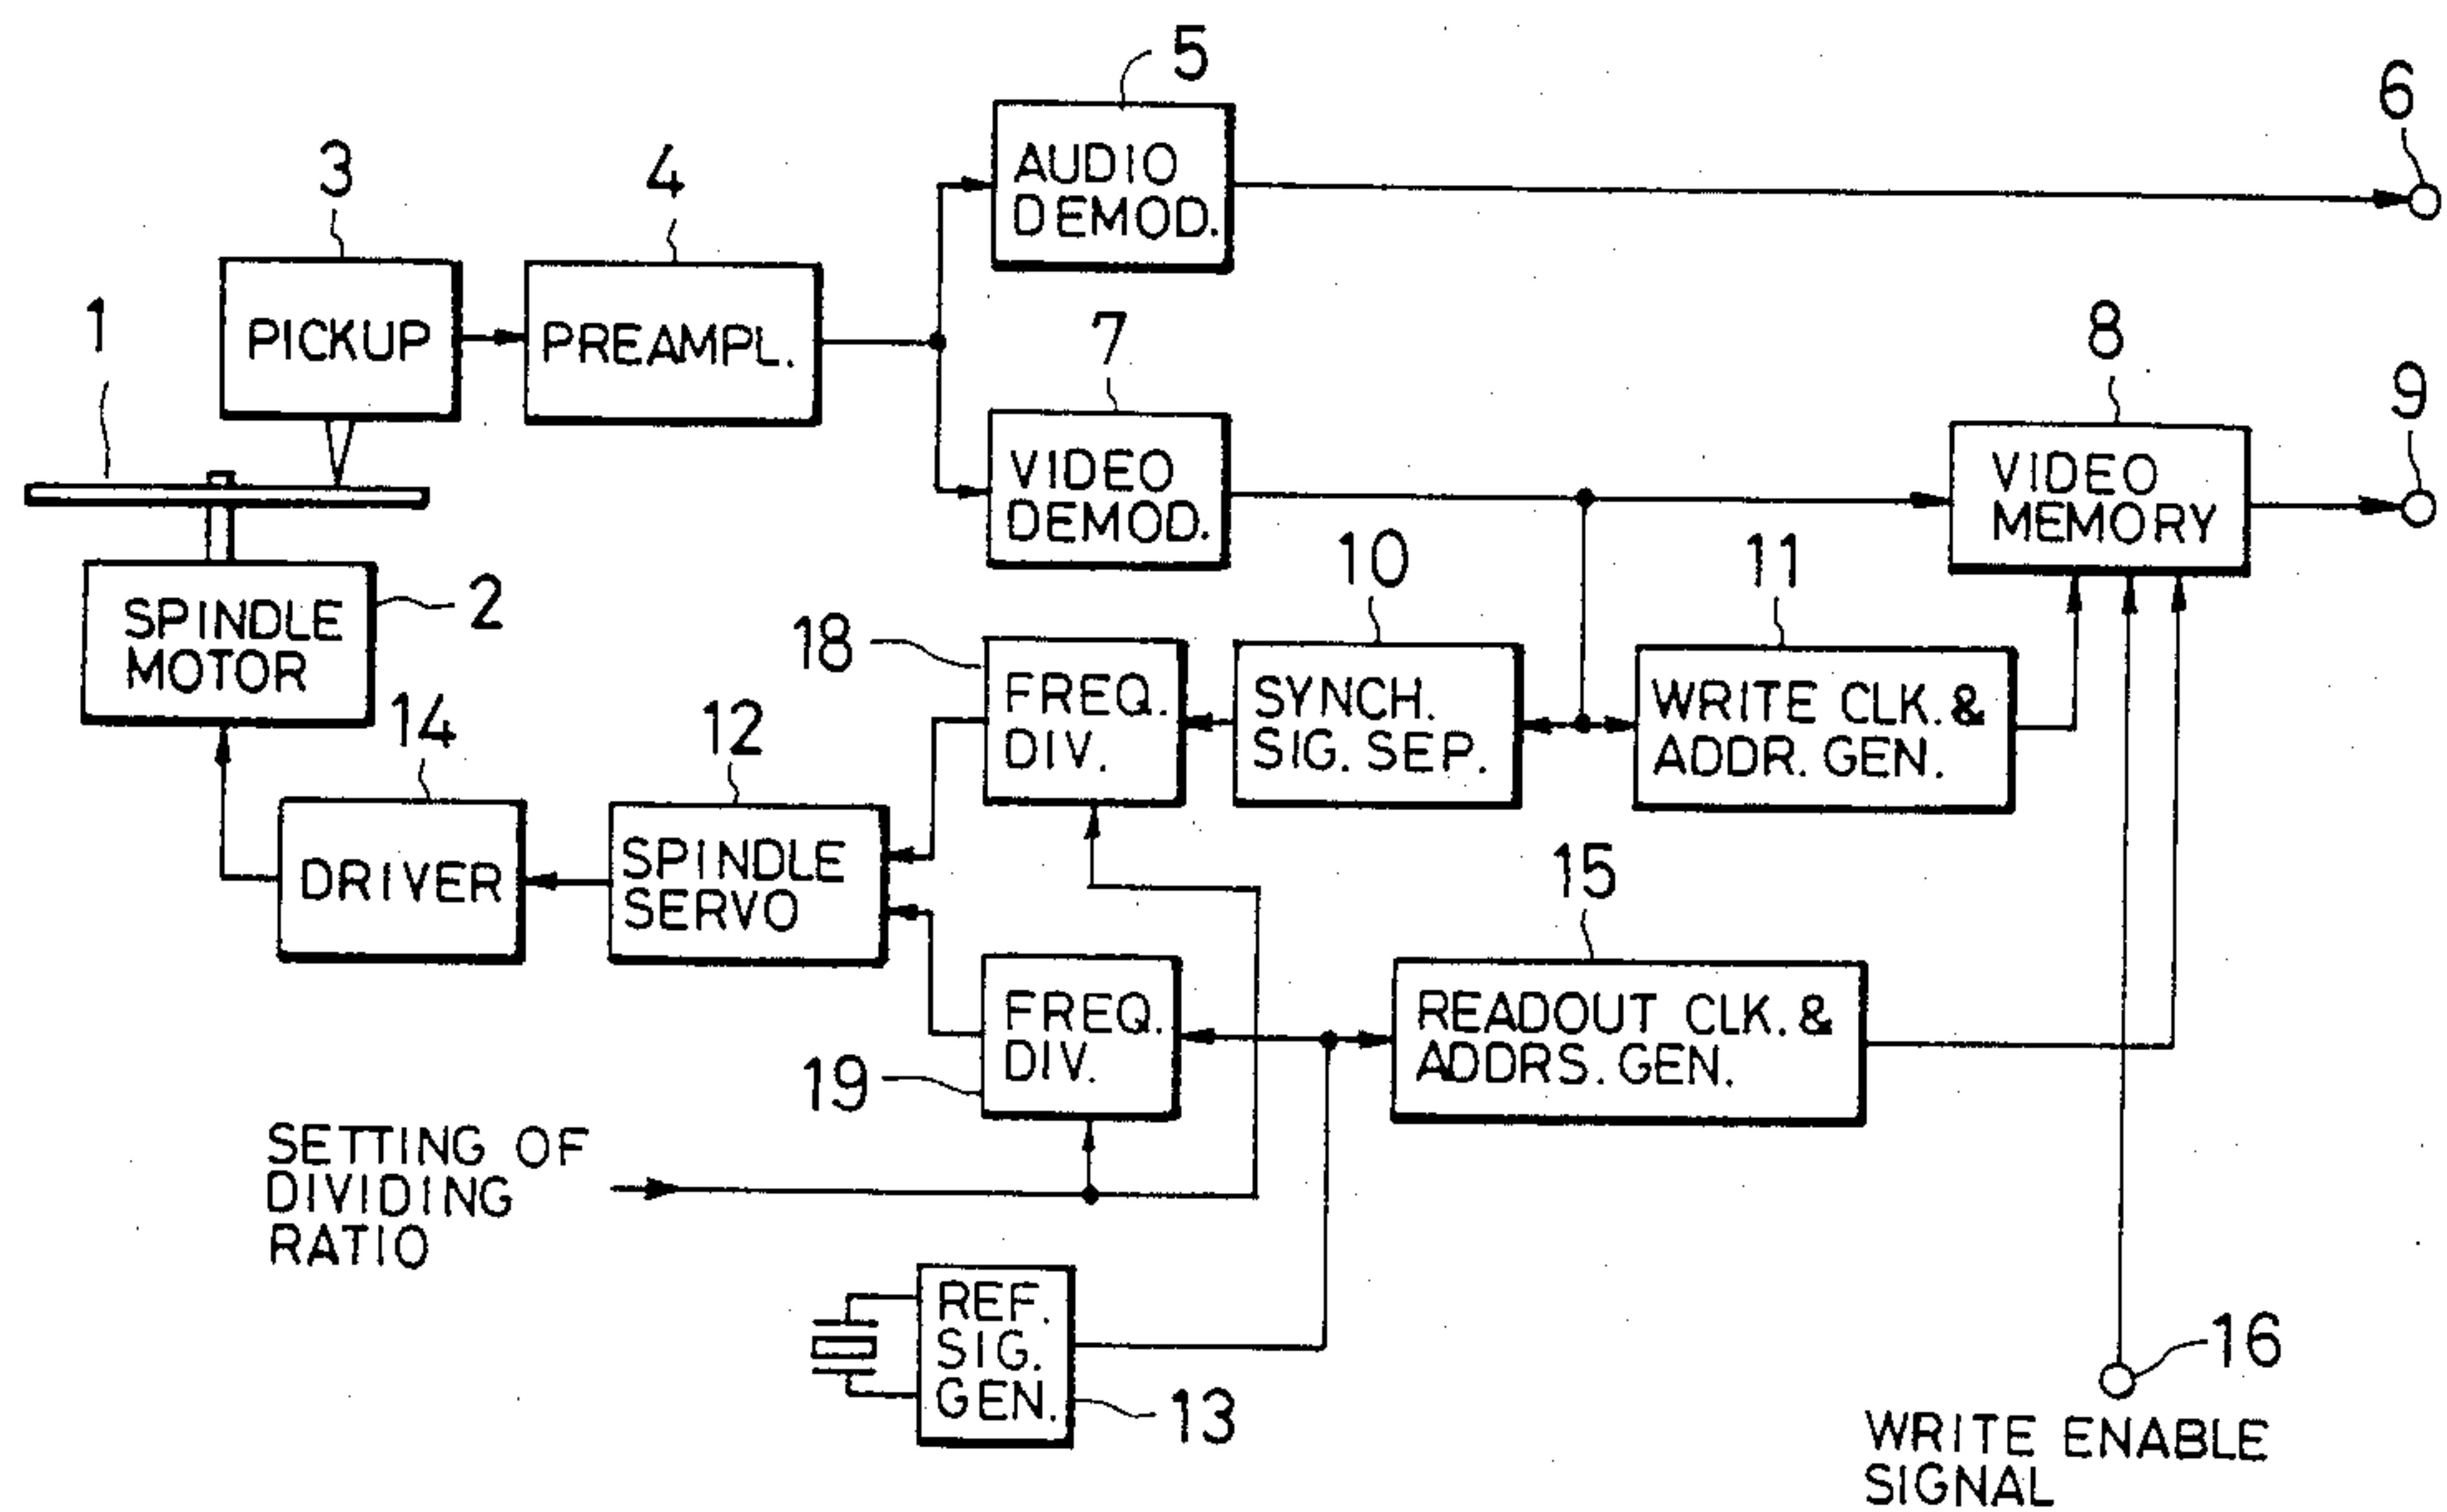 5
6
3
4
AUDIO
DEMOD.
1
PICKUP
PREAMPL.
7
8
9
VIDEO
DEMOD.
VIDEO
MEMORY
10
11
2
SPINDLE
MOTOR
18
FREQ.
DIV.
SYNCH.
SIG. SEP.
WRITE CLK. &
ADDR. GEN.
14
12
DRIVER
SPINDLE
SERVO
15
FREQ.
DIV.
READOUT CLK. &
ADDRS. GEN.
19
SETTING OF
DIVIDING
RATIO
REF.
SIG.
GEN.
13
16
WRITE ENABLE
SIGNAL